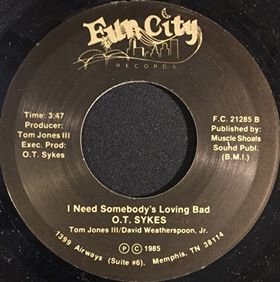 Fun City
RECORDS
Time: 3:47
Producer:
Tom Jones III
Exec. Prod:
O.T. Sykes
F.C. 21285 B
Published by:
Muscle Shoals
Sound Publ.
(B.M.I.)
I Need Somebody's Loving Bad
O.T. SYKES
Tom Jones III/David Weatherspoon, Jr.
Ⓟ © 1985
1399 Airways (Suite #6). Memphis, TN 38114